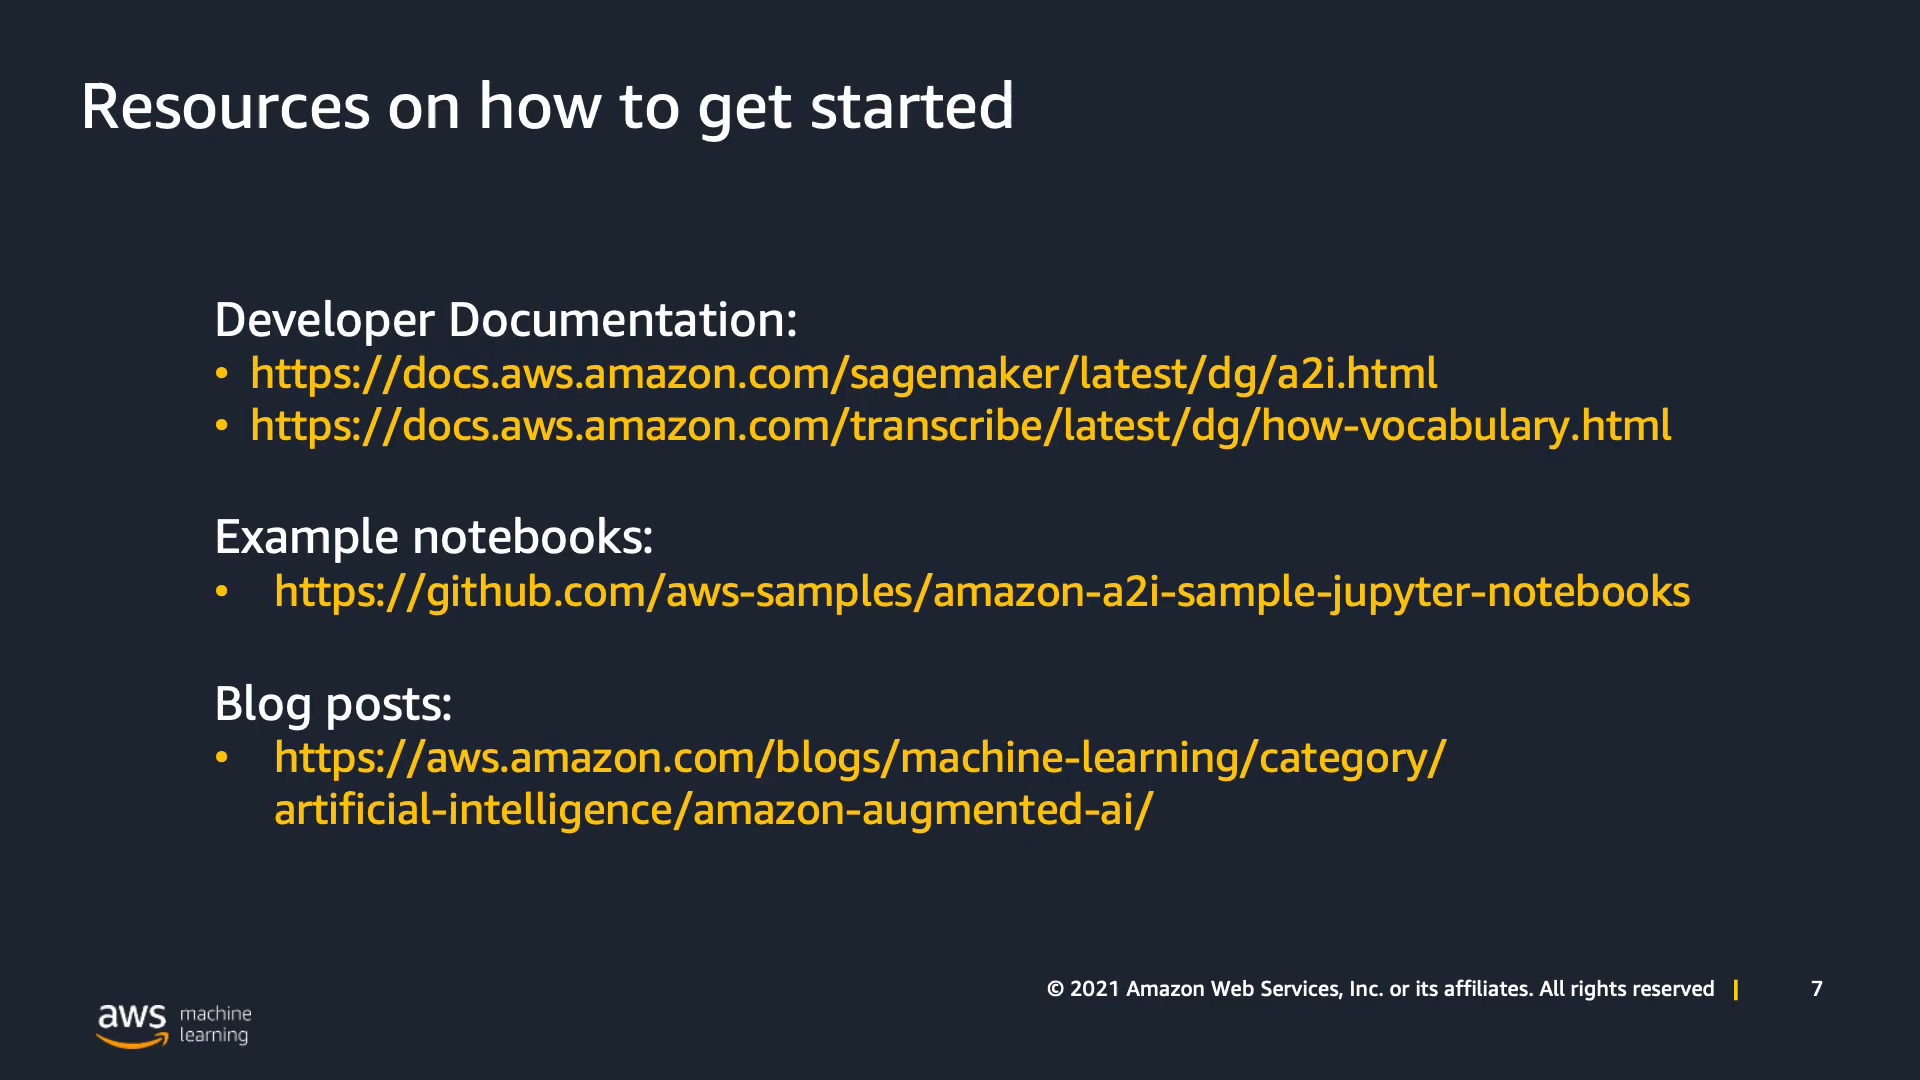 Resources on how to get started
Developer Documentation:
• https://docs.aws.amazon.com/sagemaker/latest/dg/a2i.html
• https://docs.aws.amazon.com/transcribe/latest/dg/how-vocabulary.html
Example notebooks:
• https://github.com/aws-samples/amazon-a2i-sample-jupyter-notebooks
Blog posts:
• https://aws.amazon.com/blogs/machine-learning/category/
artificial-intelligence/amazon-augmented-ai/
© 2021 Amazon Web Services, Inc. or its affiliates. All rights reserved | 7
aws machine
learning